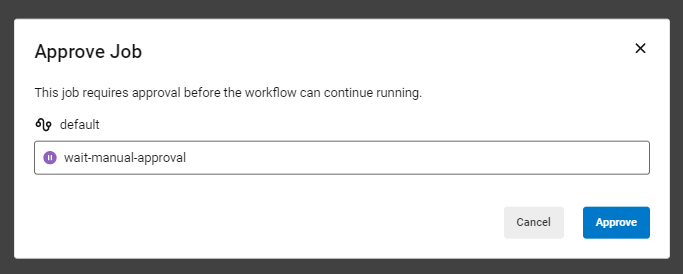 Approve Job
This job requires approval before the workflow can continue running.
default
wait-manual-approval
Cancel Approve